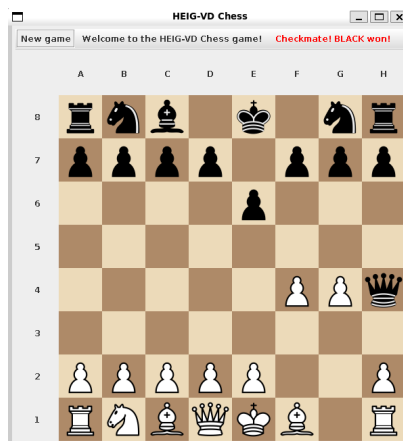 HEIG-VD Chess
New game Welcome to the HEIG-VD Chess game! Checkmate! BLACK won!
A B C D E F G H
8
7
6
5
4
3
2
1